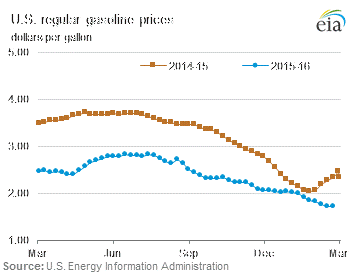 U.S. regular gasoline prices
dollars per gallon
eia
2014-15
2015-16
5.00
4.00
3.00
2.00
1.00
Mar Jun Sep Dec Mar
Source: U.S. Energy Information Administration